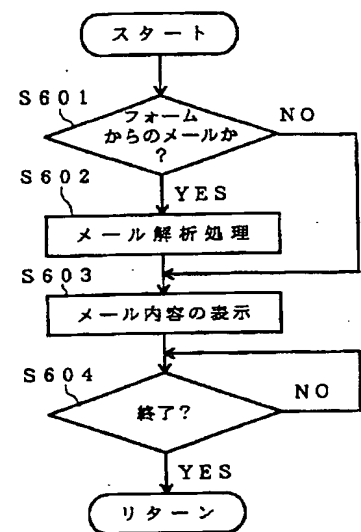 スタート
S601
フォーム
からのメールか
?
NO
YES
S602
メール解析処理
S603
メール内容の表示
S604
終了?
NO
YES
リターン